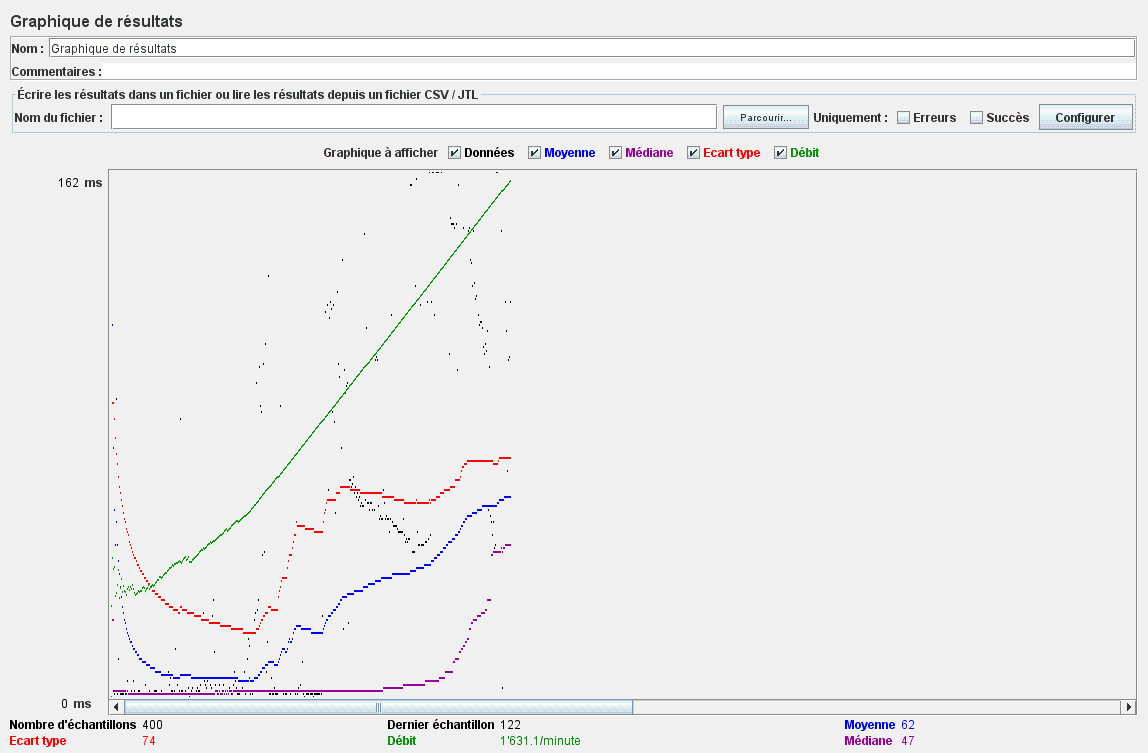 Graphique de résultats
Nom : Graphique de résultats
Commentaires :
Écrire les résultats dans un fichier ou lire les résultats depuis un fichier CSV / JTL
Nom du fichier : Parcourir... Uniquement : Erreurs Succès Configurer
Graphique à afficher Données Moyenne Médiane Ecart type Débit
162 ms
0 ms
Nombre d'échantillons 400 Dernier échantillon 122 Moyenne 62
Ecart type 74 Débit 1'631.1/minute Médiane 47